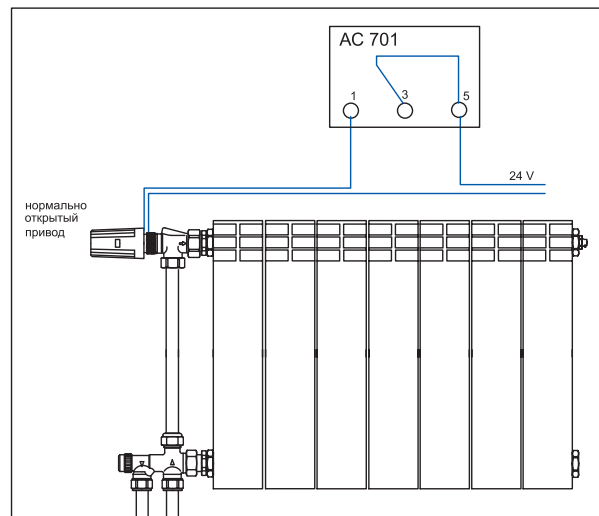 AC 701
1 3 5
24 V
нормально
открытый
привод